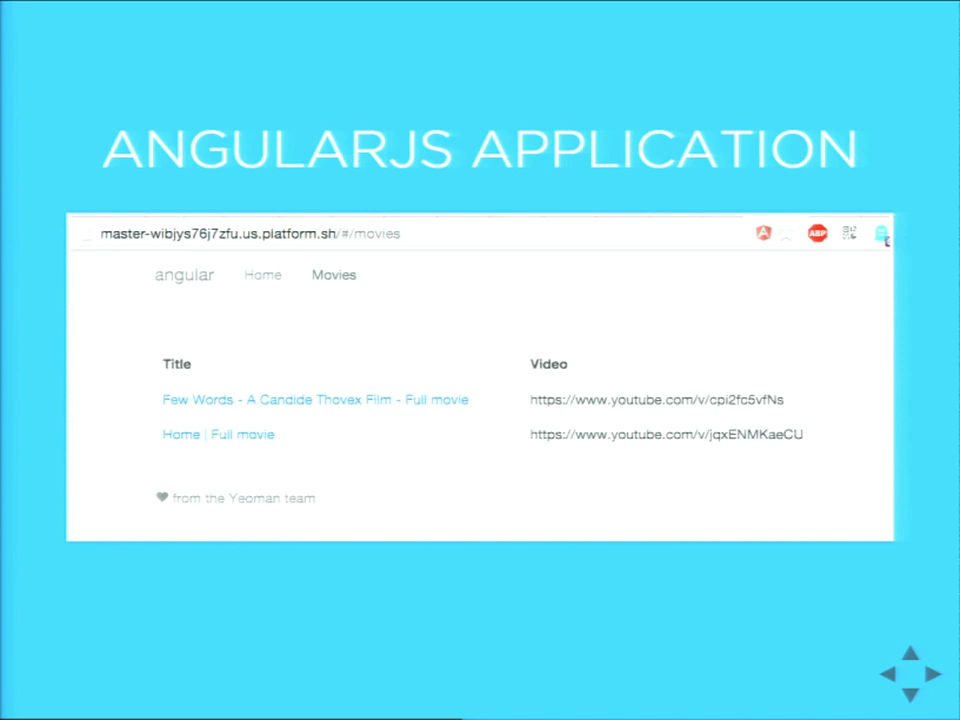 ANGULARJS APPLICATION
master-wibjys76j7zfu.us.platform.sh/#/movies
ABP
angular Home Movies
Title Video
Few Words - A Candide Thovex Film - Full movie https://www.youtube.com/v/cpi2fc5vfNs
Home | Full movie https://www.youtube.com/v/jqxENMKaeCU
from the Yeoman team